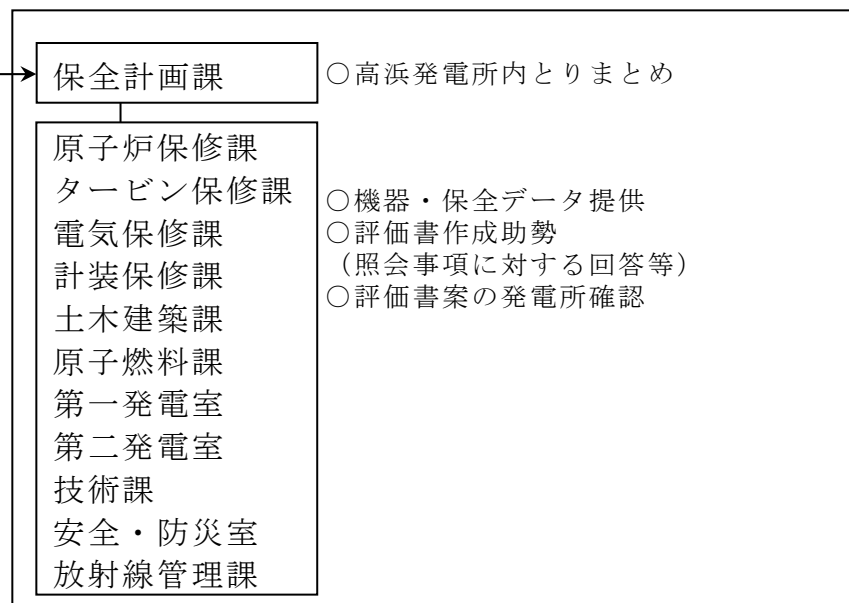 保全計画課
○高浜発電所内とりまとめ
原子炉保修課
タービン保修課
電気保修課
計装保修課
土木建築課
原子燃料課
第一発電室
第二発電室
技術課
安全・防災室
放射線管理課
○機器・保全データ提供
○評価書作成助勢
（照会事項に対する回答等）
○評価書案の発電所確認